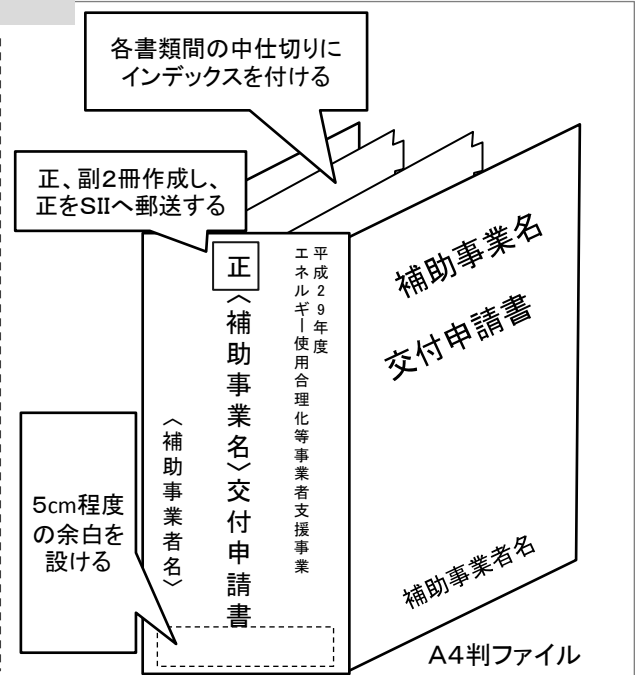 各書類間の中仕切りに
インデックスを付ける
正、副2冊作成し、
正をSIIへ郵送する
平成29年度
エネルギー使用合理化等事業者支援事業
正
〈補助事業名〉交付申請書
〈補助事業者名〉
5cm程度
の余白を
設ける
補助事業名
交付申請書
補助事業者名
A4判ファイル